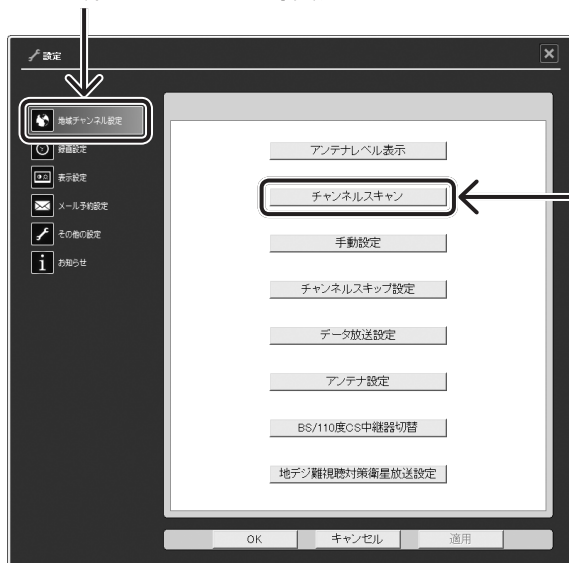 設定
地域チャンネル設定
録画設定
表示設定
メール予約設定
その他の設定
お知らせ
アンテナレベル表示
チャンネルスキャン
手動設定
チャンネルスキップ設定
データ放送設定
アンテナ設定
BS/110度CS中継器切替
地デジ難視聴対策衛星放送設定
OK
キャンセル
適用